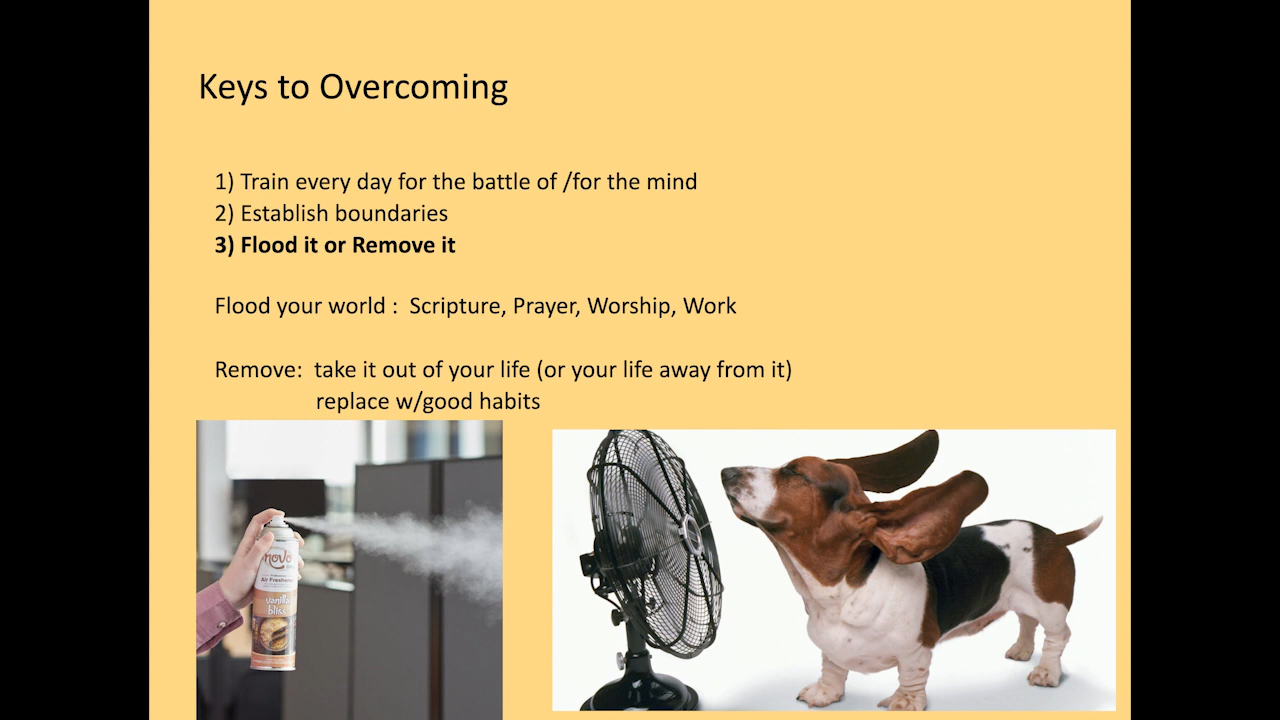 Keys to Overcoming
1) Train every day for the battle of /for the mind
2) Establish boundaries
3) Flood it or Remove it
Flood your world :  Scripture, Prayer, Worship, Work
Remove:  take it out of your life (or your life away from it)
replace w/good habits
novo
Air Freshener
vanilla
bliss